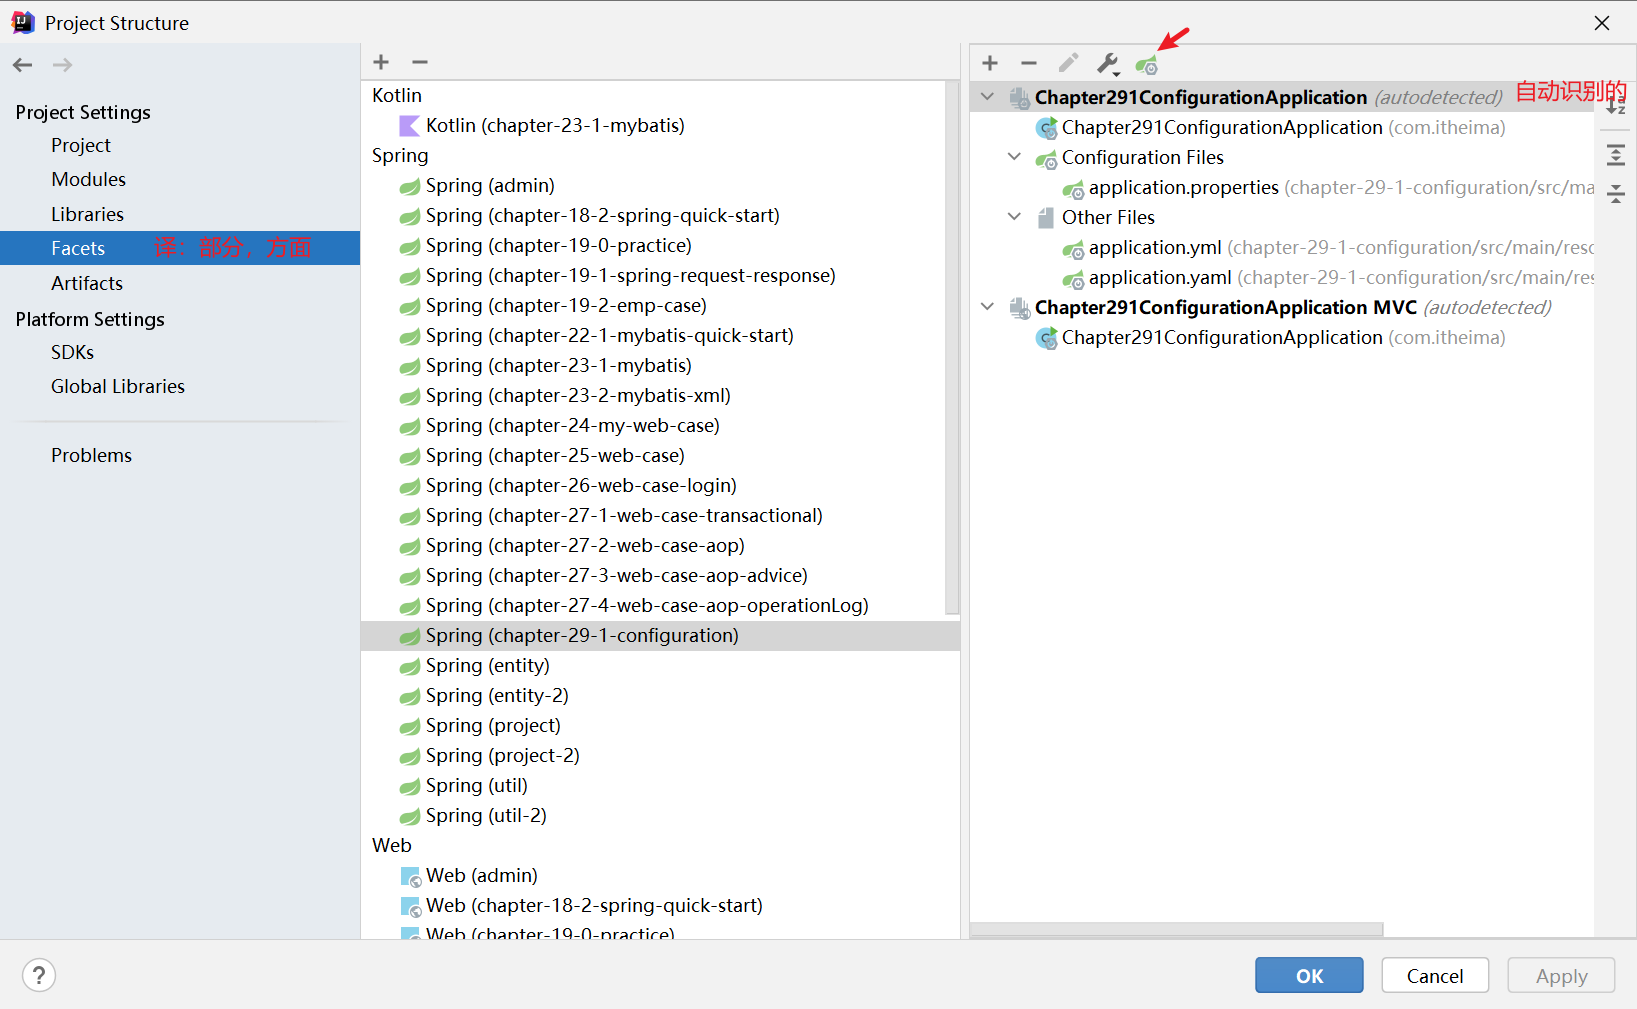 Project Structure
Project Settings
Project
Modules
Libraries
Facets 译：部分，方面
Artifacts
Platform Settings
SDKs
Global Libraries
Problems
Kotlin
Kotlin (chapter-23-1-mybatis)
Spring
Spring (admin)
Spring (chapter-18-2-spring-quick-start)
Spring (chapter-19-0-practice)
Spring (chapter-19-1-spring-request-response)
Spring (chapter-19-2-emp-case)
Spring (chapter-22-1-mybatis-quick-start)
Spring (chapter-23-1-mybatis)
Spring (chapter-23-2-mybatis-xml)
Spring (chapter-24-my-web-case)
Spring (chapter-25-web-case)
Spring (chapter-26-web-case-login)
Spring (chapter-27-1-web-case-transactional)
Spring (chapter-27-2-web-case-aop)
Spring (chapter-27-3-web-case-aop-advice)
Spring (chapter-27-4-web-case-aop-operationLog)
Spring (chapter-29-1-configuration)
Spring (entity)
Spring (entity-2)
Spring (project)
Spring (project-2)
Spring (util)
Spring (util-2)
Web
Web (admin)
Web (chapter-18-2-spring-quick-start)
Web (chapter-19-0-practice)
Chapter291ConfigurationApplication (autodetected) 自动识别的
Chapter291ConfigurationApplication (com.itheima)
Configuration Files
application.properties (chapter-29-1-configuration/src/ma
Other Files
application.yml (chapter-29-1-configuration/src/main/reso
application.yaml (chapter-29-1-configuration/src/main/res
Chapter291ConfigurationApplication MVC (autodetected)
Chapter291ConfigurationApplication (com.itheima)
?
OK
Cancel
Apply